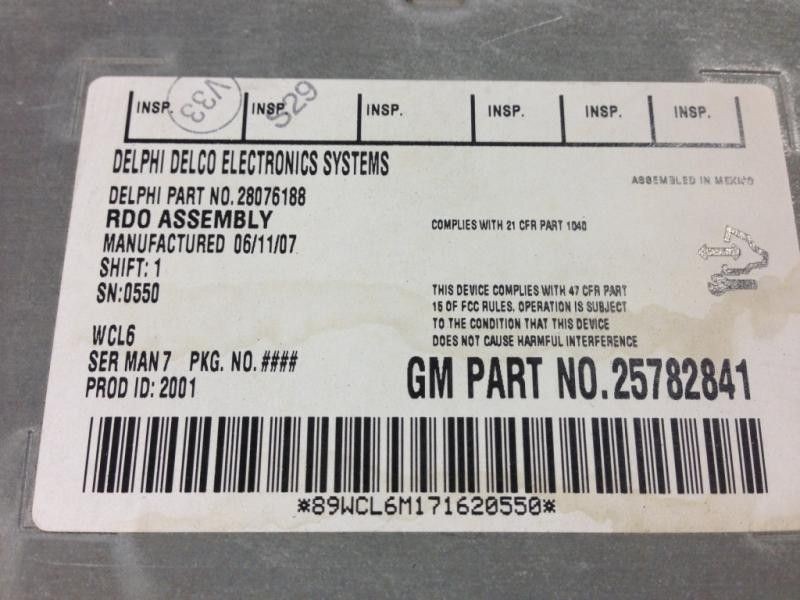 INSP. V33 INSP. S29 INSP. INSP. INSP. INSP.
DELPHI DELCO ELECTRONICS SYSTEMS
ASSEMBLED IN MEXICO
DELPHI PART NO.28076188
RDO ASSEMBLY
COMPLIES WITH 21 CFR PART 1040
MANUFACTURED 06/11/07
SHIFT: 1
SN:0550
THIS DEVICE COMPLIES WITH 47 CFR PART
15 OF FCC RULES. OPERATION IS SUBJECT
TO THE CONDITION THAT THIS DEVICE
DOES NOT CAUSE HARMFUL INTERFERENCE
WCL6
SER MAN7 PKG. NO. ####
PROD ID: 2001
GM PART NO.25782841
*89WCL6M171620550*